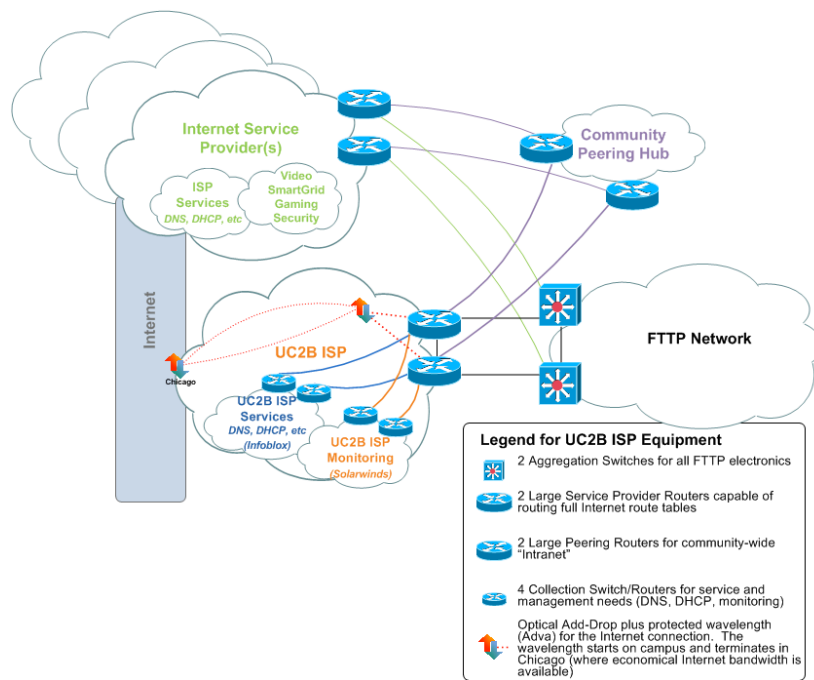 Internet Service
Provider(s)
ISP
Services
DNS, DHCP, etc
Video
SmartGrid
Gaming
Security
Community
Peering Hub
Internet
Chicago
UC2B ISP
UC2B ISP
Services
DNS, DHCP, etc
(Infoblox)
UC2B ISP
Monitoring
(Solarwinds)
FTTP Network
Legend for UC2B ISP Equipment
2 Aggregation Switches for all FTTP electronics
2 Large Service Provider Routers capable of
routing full Internet route tables
2 Large Peering Routers for community-wide
“Intranet”
4 Collection Switch/Routers for service and
management needs (DNS, DHCP, monitoring)
Optical Add-Drop plus protected wavelength
(Adva) for the Internet connection.  The
wavelength starts on campus and terminates in
Chicago (where economical Internet bandwidth is
available)